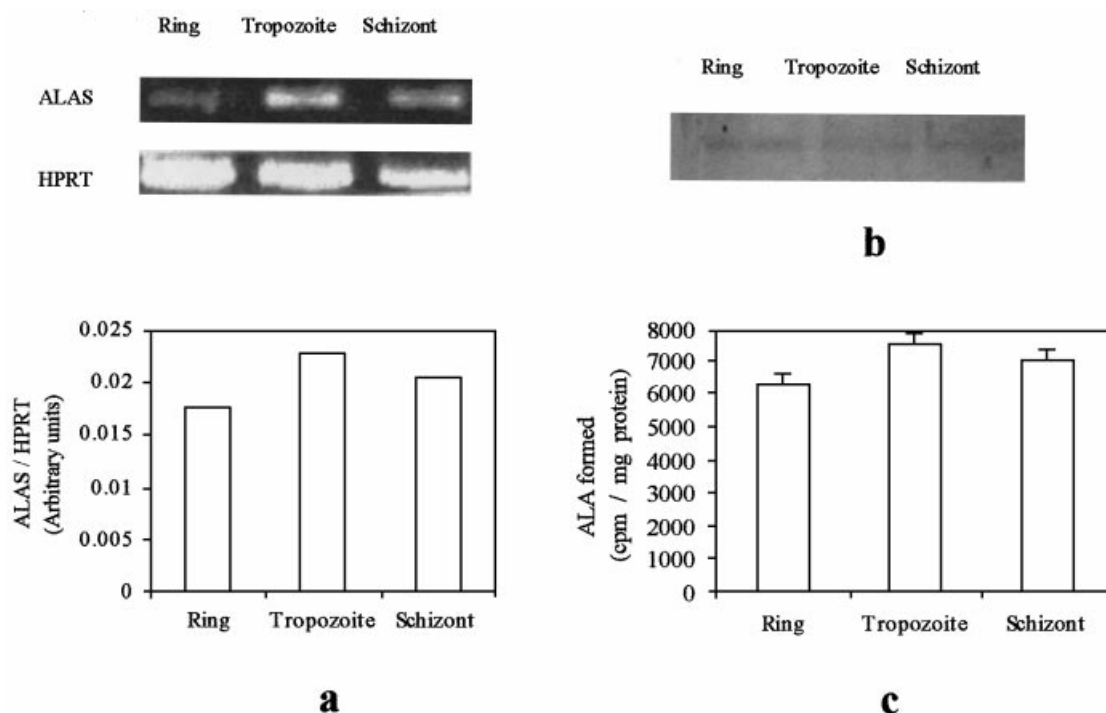 Ring Tropozoite Schizont
ALAS
HPRT
Ring Tropozoite Schizont
b
ALAS / HPRT
(Arbitrary units)
0.025
0.02
0.015
0.01
0.005
0
Ring Tropozoite Schizont
a
ALA formed
(cpm / mg protein)
8000
7000
6000
5000
4000
3000
2000
1000
0
Ring Tropozoite Schizont
c